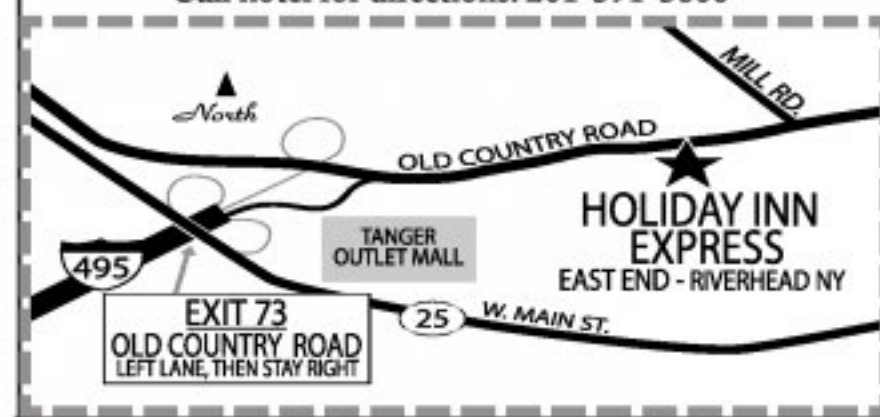 MILL RD.
North
OLD COUNTRY ROAD
HOLIDAY INN
EXPRESS
EAST END - RIVERHEAD NY
TANGER
OUTLET MALL
495
EXIT 73
OLD COUNTRY ROAD
LEFT LANE, THEN STAY RIGHT
25
W. MAIN ST.